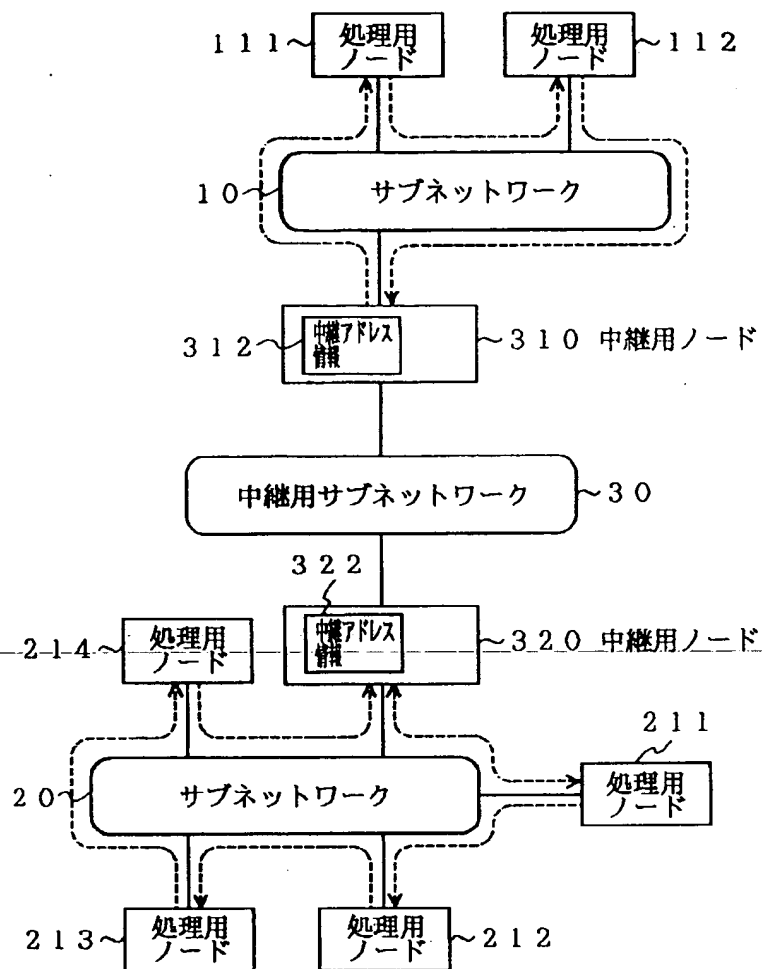 111
処理用
ノード
処理用
ノード
112
10
サブネットワーク
312
中継アドレス
情報
310 中継用ノード
中継用サブネットワーク
30
322
中継アドレス
情報
320 中継用ノード
214
処理用
ノード
211
処理用
ノード
20
サブネットワーク
213
処理用
ノード
処理用
ノード
212